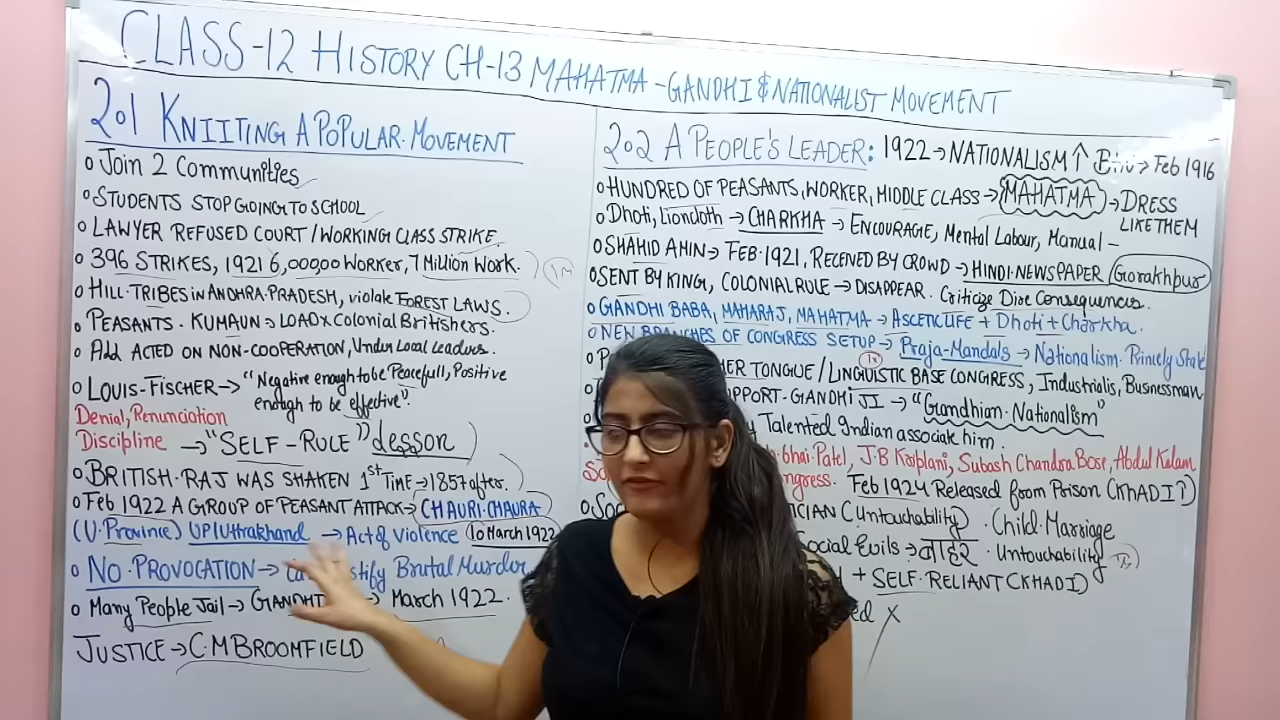 CLASS-12 HISTORY CH-13 MAHATMA-GANDHI & NATIONALIST MOVEMENT
2.1 KNIITING A POPULAR MOVEMENT
Join 2 Communities
STUDENTS STOP GOING TO SCHOOL
LAWYER REFUSED COURT/WORKING CLASS STRIKE.
396 STRIKES, 1921 6,00,000 WORKER, 7 Million Work.
HILL-TRIBES in ANDHRA-PRADESH, violate FOREST LAWS.
PEASANTS. KUMAUN LOAD X Colonial Britishers.
ACTED ON NON-COOPERATION, Under Local Leaders.
LOUIS-FISCHER→ "Negative enough to be Peacefull, Positive
enough to be effective".
Denial, Renunciation
Discipline → "SELF-RULE" lesson
BRITISH-RAJ WAS SHAKEN 1st TIME → 1857 after.
Feb 1922 A GROUP OF PEASANT ATTACK→ CHAURI-CHAURA
(U. Province) UP/Uttrakhand → Act of violence 10 March 1922
NO-PROVOCATION→ Brutal Murder
Many People Jail→ → March 1922.
JUSTICE→ C.M BROOMFIELD
2.2 A PEOPLE'S LEADER: 1922→NATIONALISM↑ → Feb 1916
HUNDRED OF PEASANTS, WORKER, MIDDLE CLASS→ MAHATMA → DRESS
LIKE THEM
Dhoti, → CHARKHA → ENCOURAGE, Mental Labour, Manual -
SHAHID AMIN→ FEB.1921, RECEIVED BY CROWD→ HINDI-NEWSPAPER Gorakhpur
SENT BY KING, COLONIAL RULE→ DISAPPEAR. Criticize Dire Consequences.
GANDHI BABA, MAHARAJ, MAHATMA→ ASCETIC LIFE + Dhoti + Charkha.
NEW BRANCHES OF CONGRESS SETUP→ Praja-Mandals → Nationalism. Princely State
TONGUE/LINGUISTIC BASE CONGRESS, Industrialis, Businessman
SUPPORT-GANDHI JI → "Gandhian-Nationalism"
Talented Indian associate him.
Patel, J.B Subash Chandra Bose, Abdul Kalam
Feb 1924 Released from Prison (KHADI↑)
(Untouchability). Child-Marriage
Social Evils→ बाहर. Untouchability
+ SELF-RELIANT (KHADI)
X